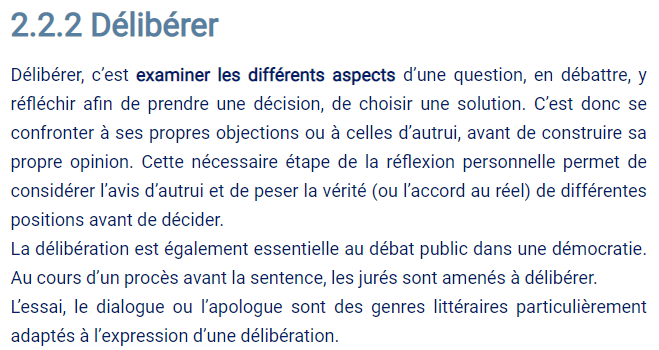 2.2.2 Délibérer
Délibérer, c’est examiner les différents aspects d’une question, en débattre, y
réfléchir afin de prendre une décision, de choisir une solution. C’est donc se
confronter à ses propres objections ou à celles d’autrui, avant de construire sa
propre opinion. Cette nécessaire étape de la réflexion personnelle permet de
considérer l’avis d’autrui et de peser la vérité (ou l’accord au réel) de différentes
positions avant de décider.
La délibération est également essentielle au débat public dans une démocratie.
Au cours d’un procès avant la sentence, les jurés sont amenés à délibérer.
L’essai, le dialogue ou l’apologue sont des genres littéraires particulièrement
adaptés à l’expression d’une délibération.